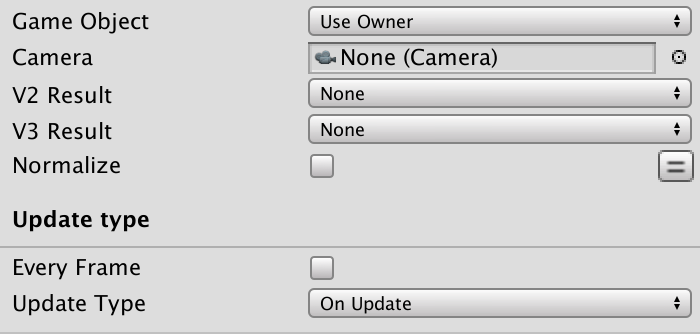 Game Object Use Owner
Camera None (Camera)
V2 Result None
V3 Result None
Normalize
Update type
Every Frame
Update Type On Update